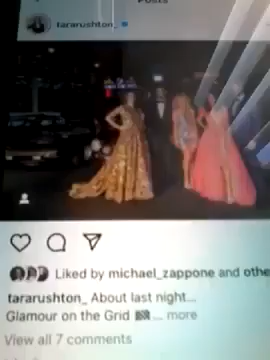 Posts
tararushton_
Liked by michael_zappone and othe
tararushton_ About last night...
Glamour on the Grid 🏁... more
View all 7 comments